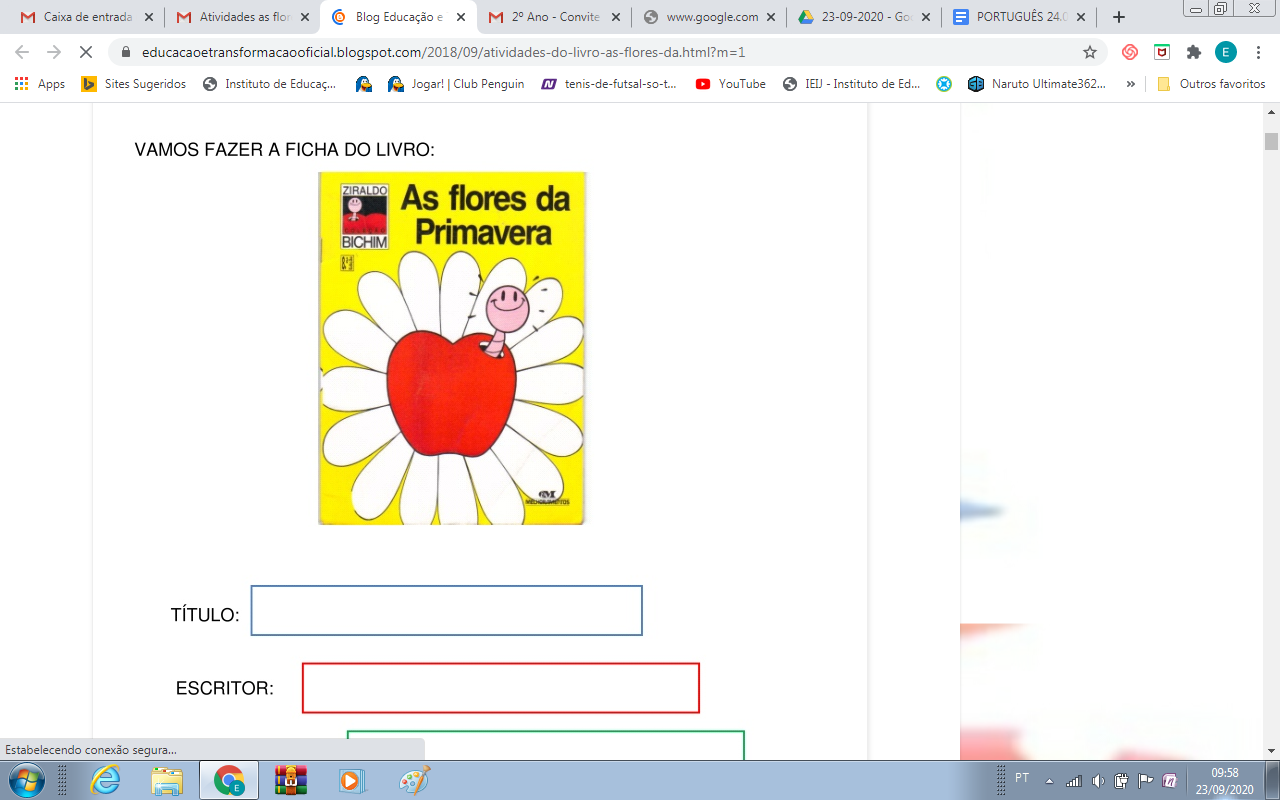 Caixa de entrada
Atividades as flor
Blog Educação e
2º Ano - Convite
www.google.com
23-09-2020 - Goo
PORTUGUÊS 24.0
educacaoetransformacaooficial.blogspot.com/2018/09/atividades-do-livro-as-flores-da.html?m=1
E
Apps
Sites Sugeridos
Instituto de Educaç...
Jogar! | Club Penguin
tenis-de-futsal-so-t...
YouTube
IEIJ - Instituto de Ed...
Naruto Ultimate362...
»
Outros favoritos
VAMOS FAZER A FICHA DO LIVRO:
ZIRALDO
COLEÇÃO
BICHIM
As flores da
Primavera
MELHORAMENTOS
TÍTULO:
ESCRITOR:
Estabelecendo conexão segura...
PT
09:58
23/09/2020